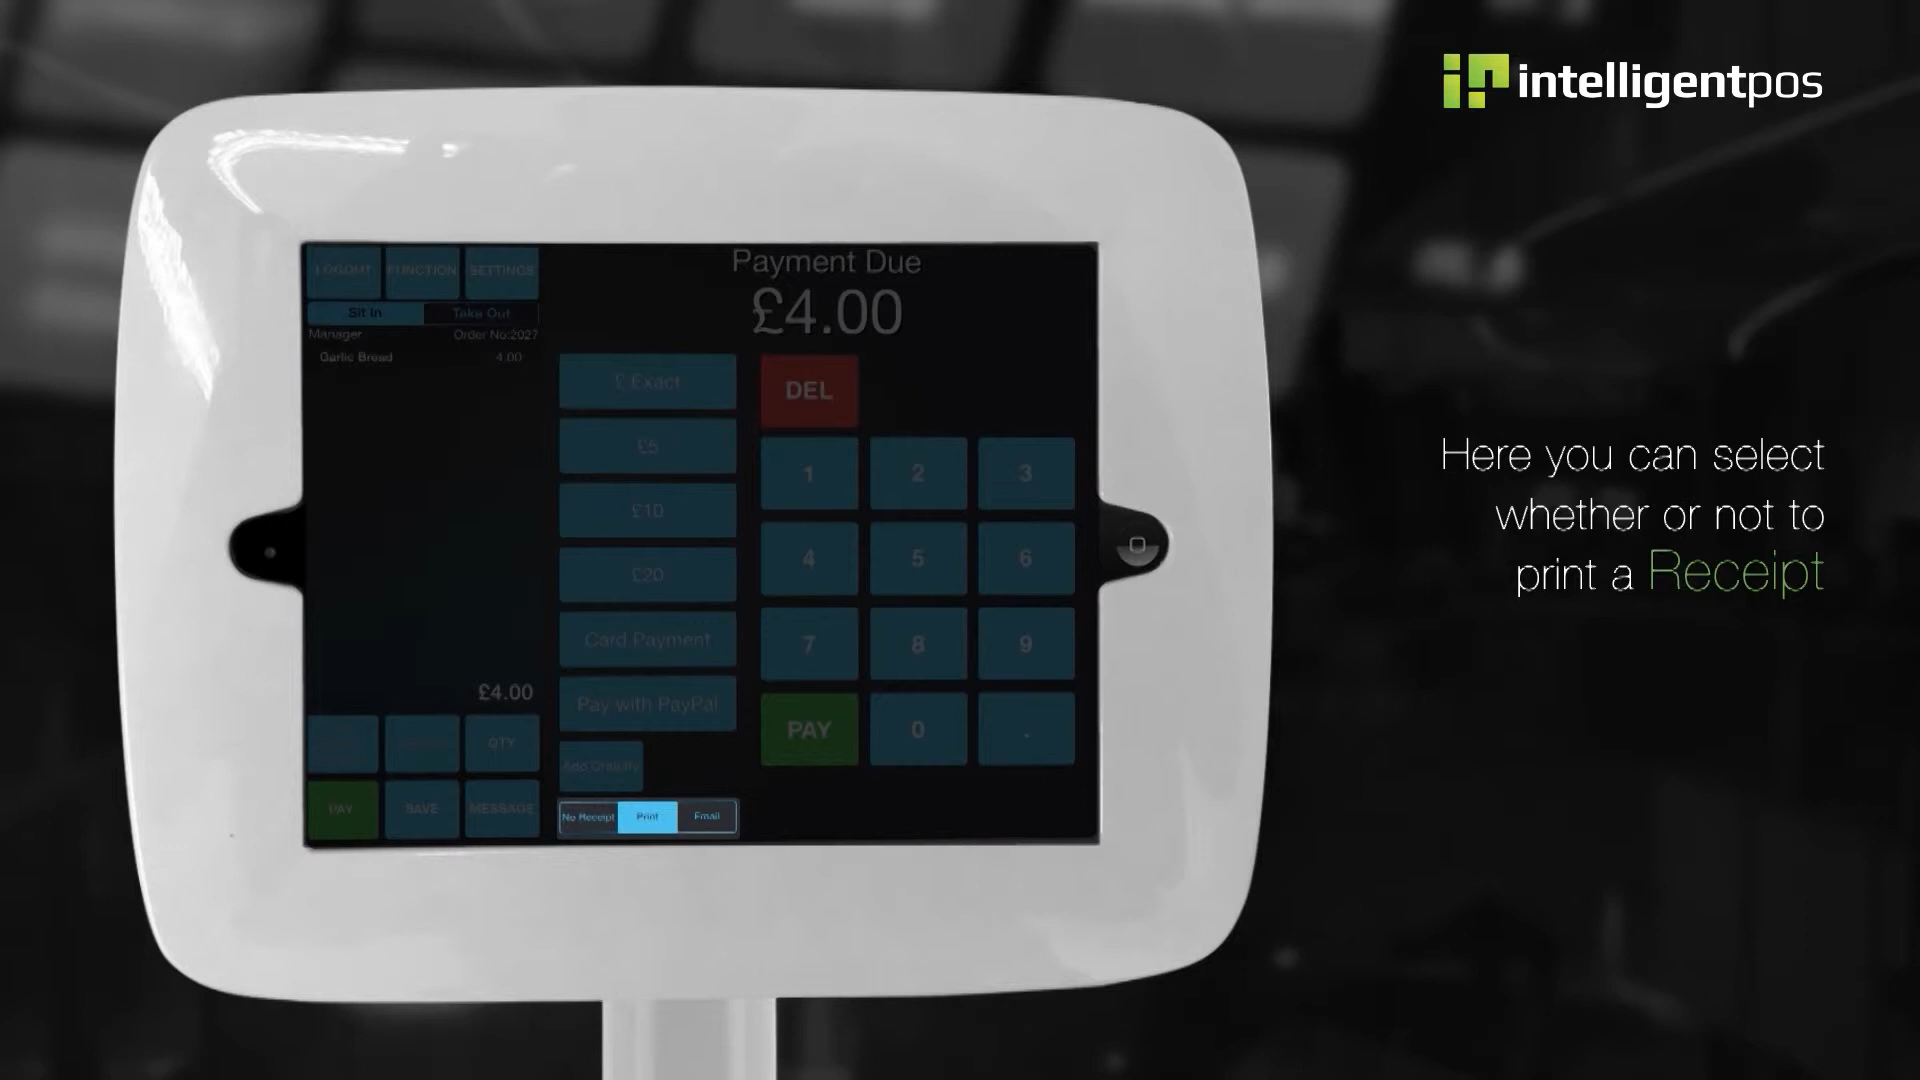 intelligentpos
LOGOUT FUNCTION SETTINGS
Sit In Take Out
Manager Order No:2027
Garlic Bread 4.00
£4.00
QTY
PAY SAVE MESSAGE
Payment Due
£4.00
£ Exact
£5
£10
£20
Card Payment
Pay with PayPal
Add Gratuity
No Receipt Print Email
DEL
1 2 3
4 5 6
7 8 9
PAY 0 .
Here you can select
whether or not to
print a Receipt